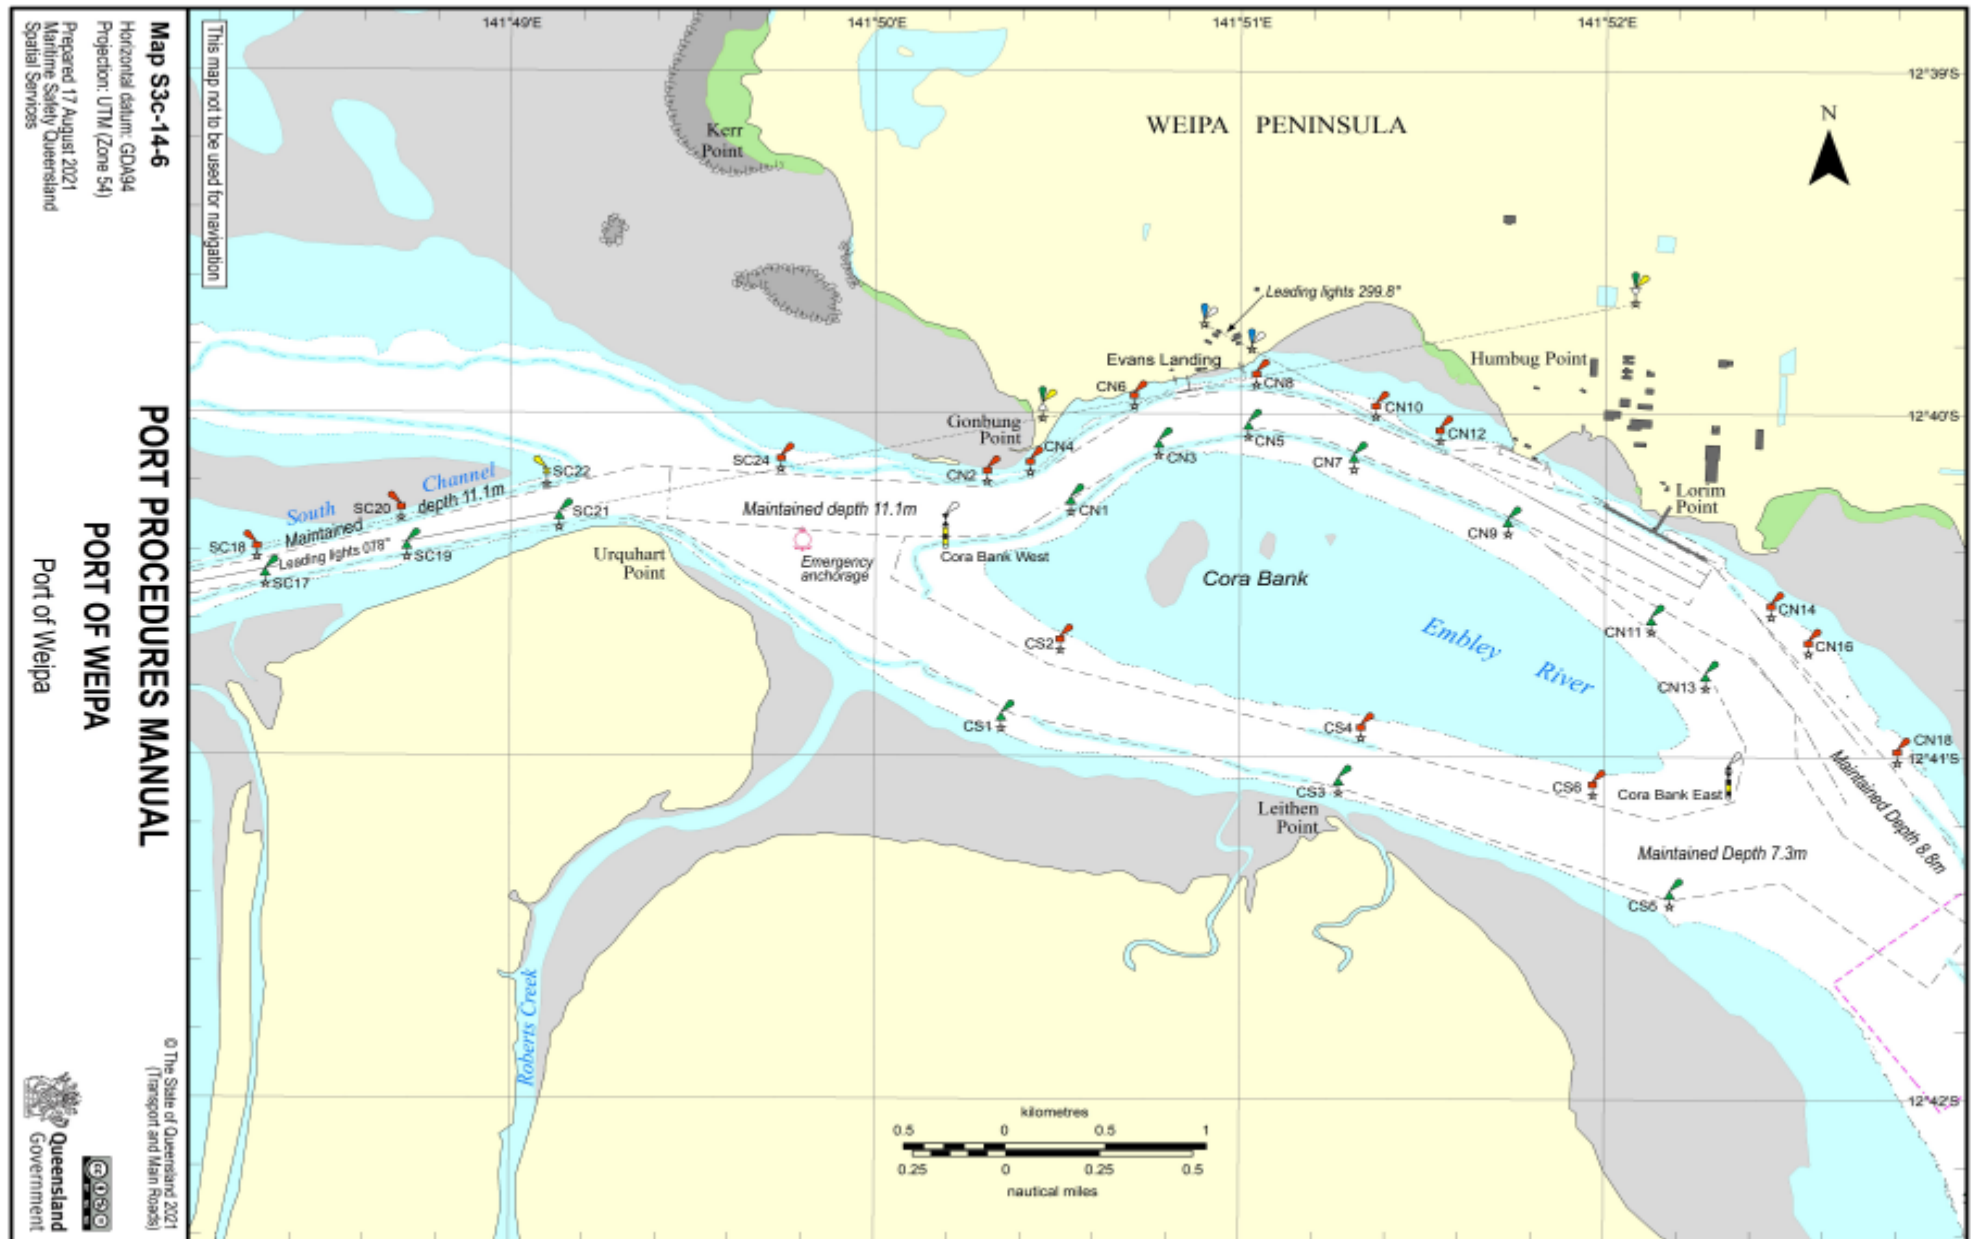 141°49'E
141°50'E
141°51'E
141°52'E
12°39'S
12°40'S
12°41'S
12°42'S
This map not to be used for navigation
Map S3c-14-6
Horizontal datum: GDA94
Projection: UTM (Zone 54)
Prepared 17 August 2021
Maritime Safety Queensland
Spatial Services
PORT PROCEDURES MANUAL
PORT OF WEIPA
Port of Weipa
© The State of Queensland 2021
(Transport and Main Roads)
Queensland
Government
WEIPA PENINSULA
N
Kerr
Point
Leading lights 299.8°
Evans Landing
Humbug Point
CN6
CN8
CN10
CN12
Gonbung
Point
CN4
CN5
CN3
CN7
SC24
CN2
SC22
South Channel
Maintained depth 11.1m
SC20
SC21
SC18
Leading lights 078°
SC19
SC17
Urquhart
Point
Maintained depth 11.1m
Emergency
anchorage
CN1
Cora Bank West
Cora Bank
CN9
Lorim
Point
CN14
CN11
CN16
CS2
Embley River
CN13
CS1
CS4
CN18
CS3
CS6
Cora Bank East
Leithen
Point
Maintained Depth 8.8m
Maintained Depth 7.3m
CS5
Roberts Creek
kilometres
0.5 0 0.5 1
0.25 0 0.25 0.5
nautical miles